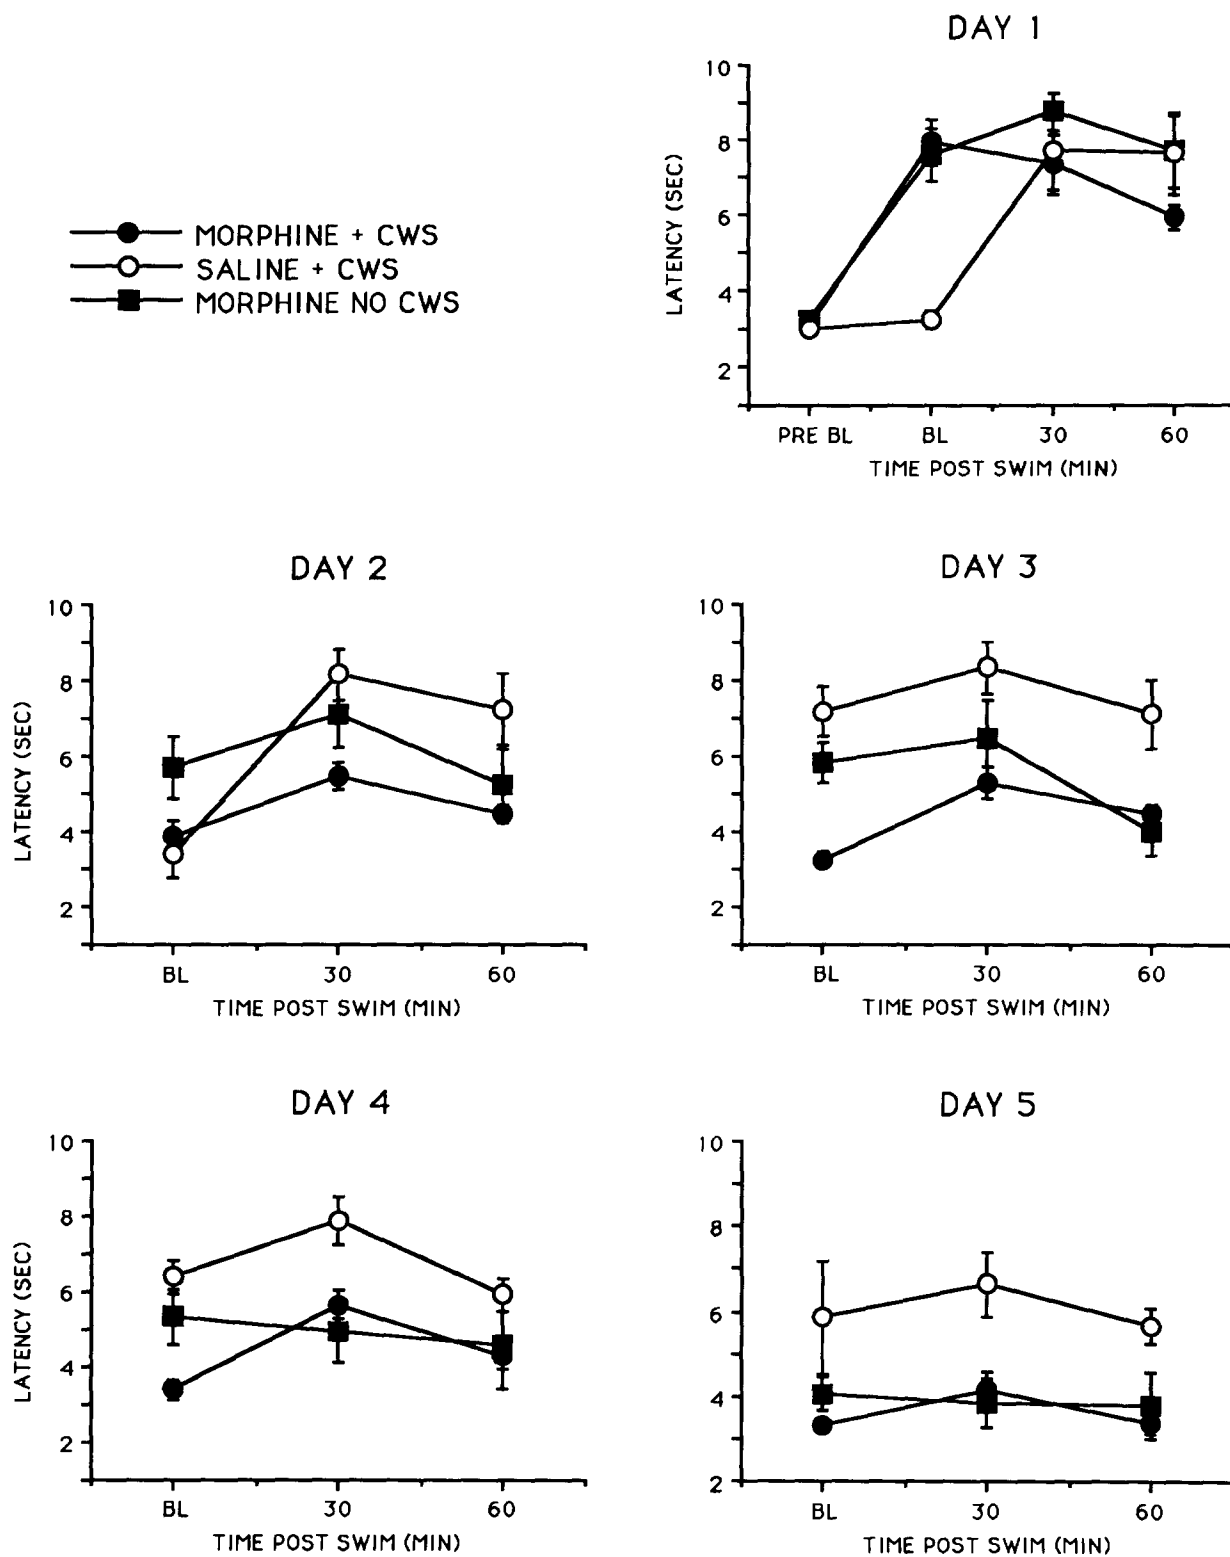 DAY 1
10
8
6
4
2
LATENCY (SEC)
PRE BL BL 30 60
TIME POST SWIM (MIN)
MORPHINE + CWS
SALINE + CWS
MORPHINE NO CWS
DAY 2
10
8
6
4
2
LATENCY (SEC)
BL 30 60
TIME POST SWIM (MIN)
DAY 3
10
8
6
4
2
LATENCY (SEC)
BL 30 60
TIME POST SWIM (MIN)
DAY 4
10
8
6
4
2
LATENCY (SEC)
BL 30 60
TIME POST SWIM (MIN)
DAY 5
10
8
6
4
2
BL 30 60
TIME POST SWIM (MIN)